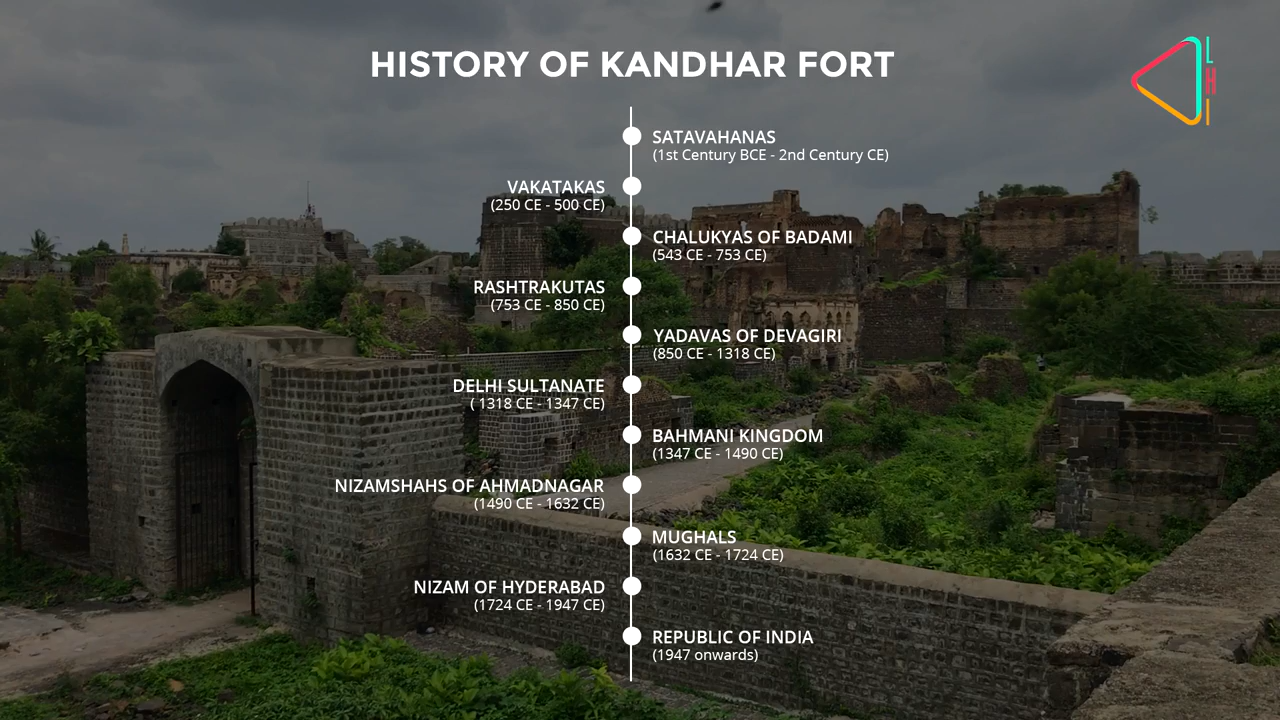 HISTORY OF KANDHAR FORT
L
H
I
SATAVAHANAS
(1st Century BCE - 2nd Century CE)
VAKATAKAS
(250 CE - 500 CE)
CHALUKYAS OF BADAMI
(543 CE - 753 CE)
RASHTRAKUTAS
(753 CE - 850 CE)
YADAVAS OF DEVAGIRI
(850 CE - 1318 CE)
DELHI SULTANATE
( 1318 CE - 1347 CE)
BAHMANI KINGDOM
(1347 CE - 1490 CE)
NIZAMSHAHS OF AHMADNAGAR
(1490 CE - 1632 CE)
MUGHALS
(1632 CE - 1724 CE)
NIZAM OF HYDERABAD
(1724 CE - 1947 CE)
REPUBLIC OF INDIA
(1947 onwards)